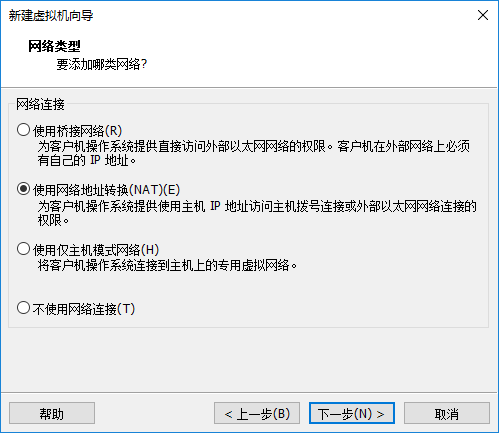 新建虚拟机向导
网络类型
要添加哪类网络?
网络连接
使用桥接网络(R)
为客户机操作系统提供直接访问外部以太网网络的权限。客户机在外部网络上必须
有自己的 IP 地址。
使用网络地址转换(NAT)(E)
为客户机操作系统提供使用主机 IP 地址访问主机拨号连接或外部以太网网络连接的
权限。
使用仅主机模式网络(H)
将客户机操作系统连接到主机上的专用虚拟网络。
不使用网络连接(T)
帮助
< 上一步(B)
下一步(N) >
取消